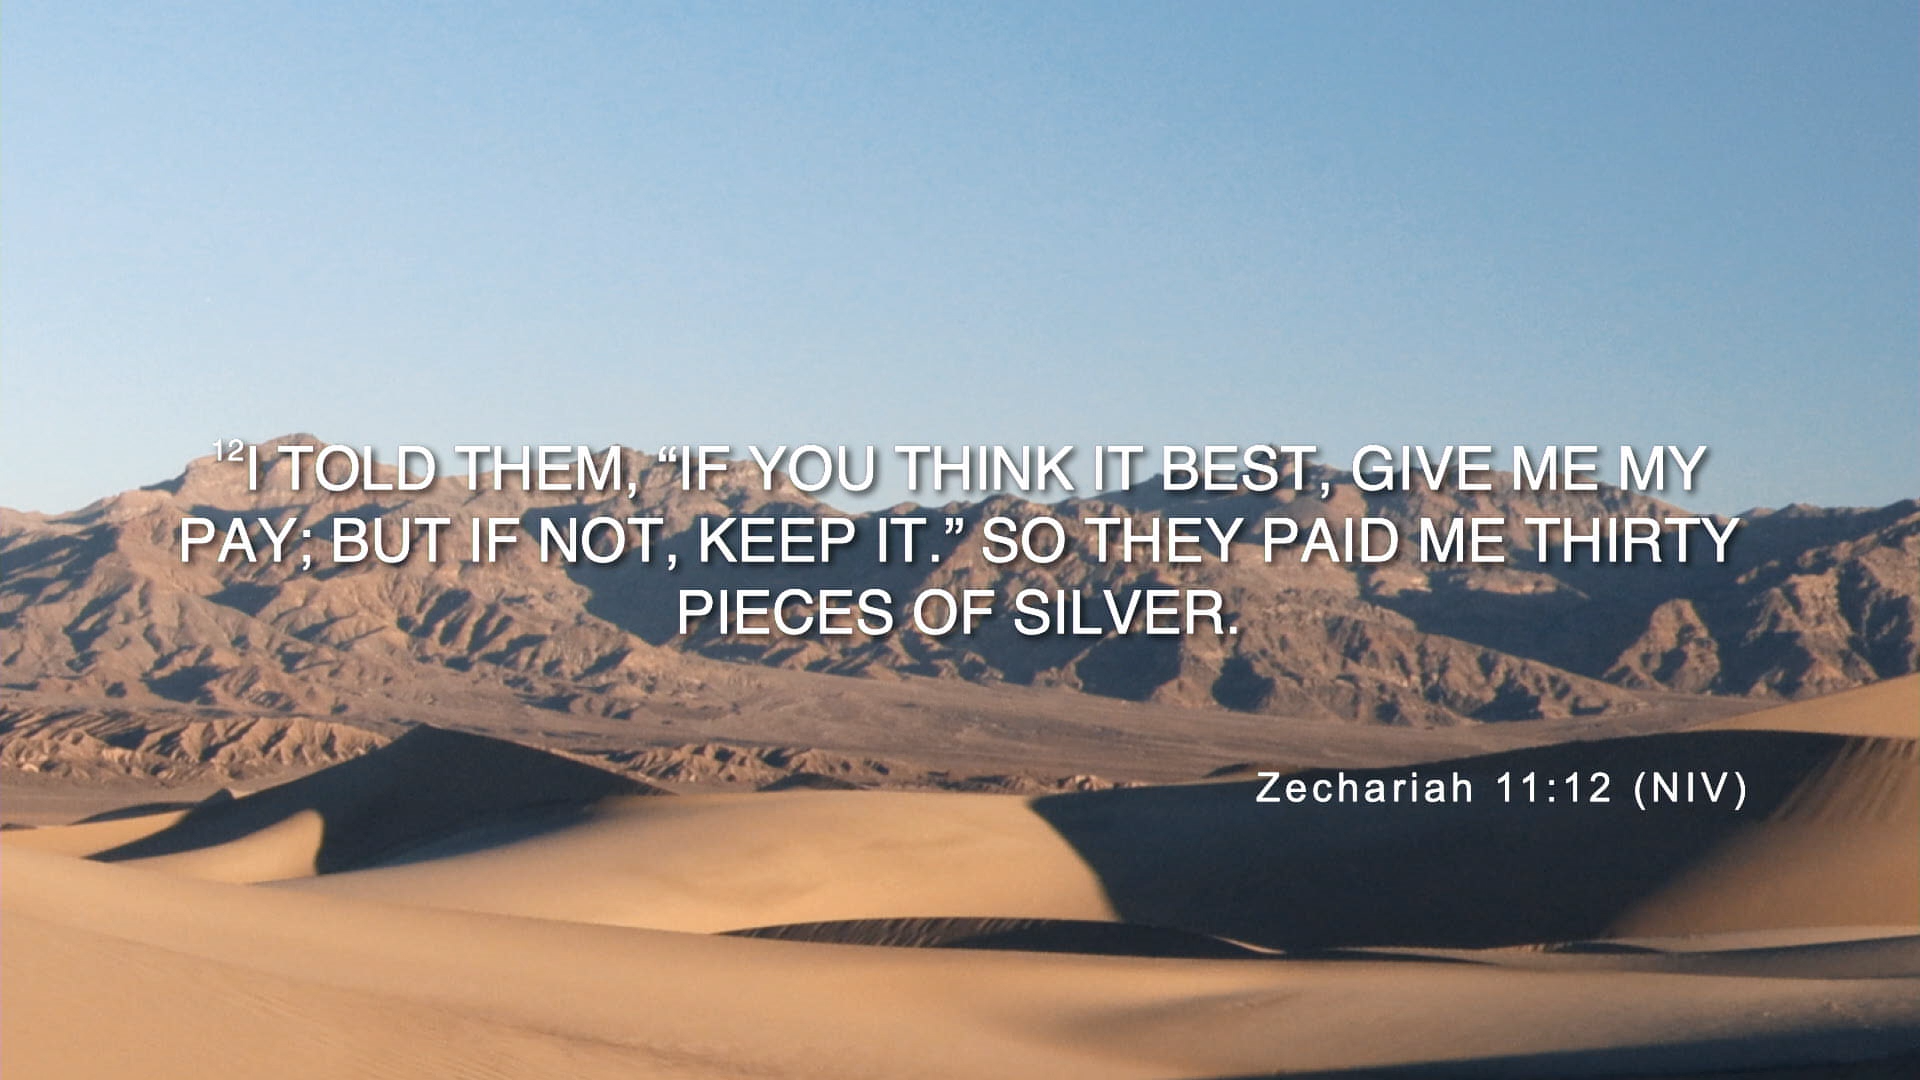 ¹²I TOLD THEM, “IF YOU THINK IT BEST, GIVE ME MY
PAY; BUT IF NOT, KEEP IT.” SO THEY PAID ME THIRTY
PIECES OF SILVER.
Zechariah 11:12 (NIV)